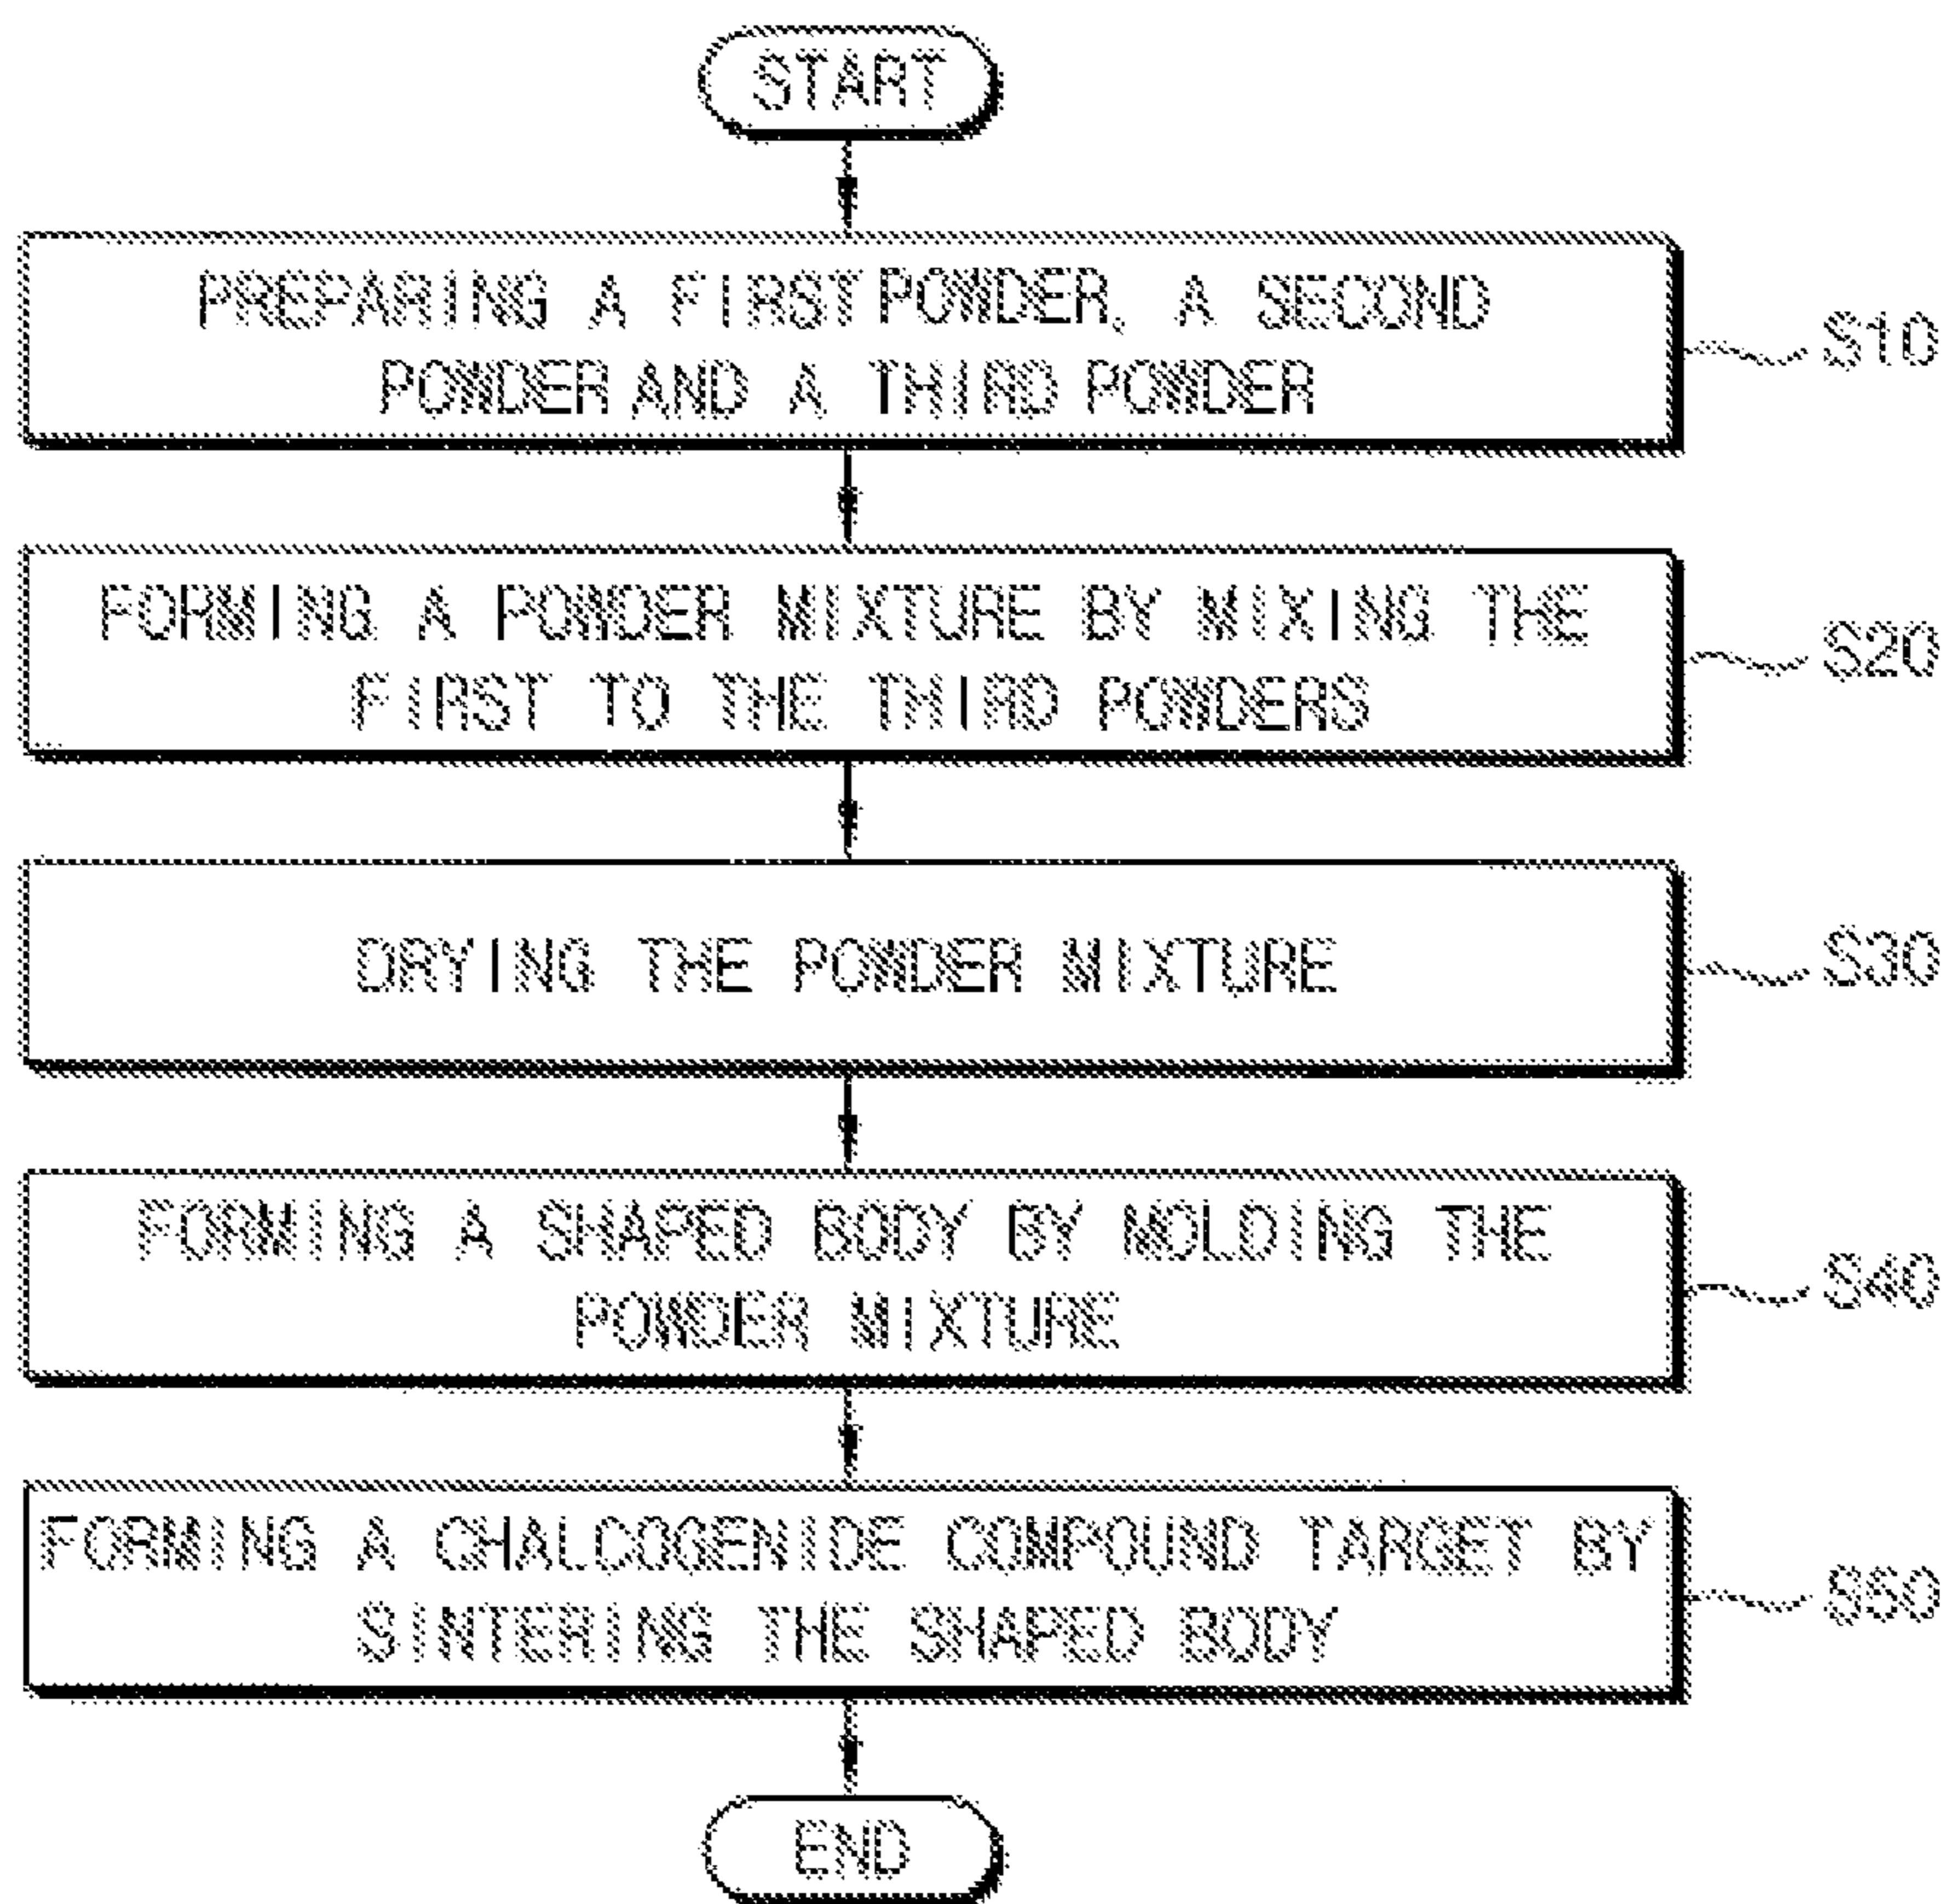 START
PREPARING A FIRST POWDER, A SECOND
POWDER AND A THIRD POWDER
S10
FORMING A POWDER MIXTURE BY MIXING THE
FIRST TO THE THIRD POWDERS
S20
DRYING THE POWDER MIXTURE
S30
FORMING A SHAPED BODY BY MOLDING THE
POWDER MIXTURE
S40
FORMING A CHALCOGENIDE COMPOUND TARGET BY
SINTERING THE SHAPED BODY
S50
END